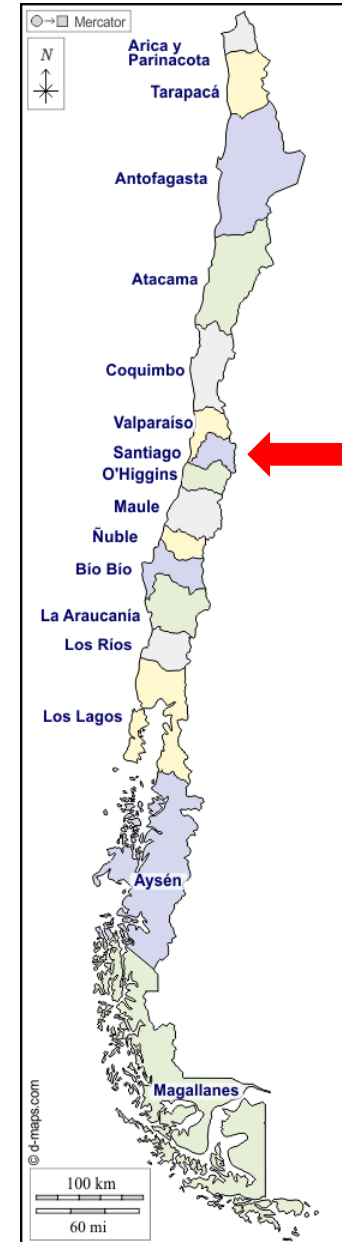 Mercator
N
Arica y
Parinacota
Tarapacá
Antofagasta
Atacama
Coquimbo
Valparaíso
Santiago
O'Higgins
Maule
Ñuble
Bío Bío
La Araucanía
Los Ríos
Los Lagos
Aysén
Magallanes
© d-maps.com
100 km
60 mi